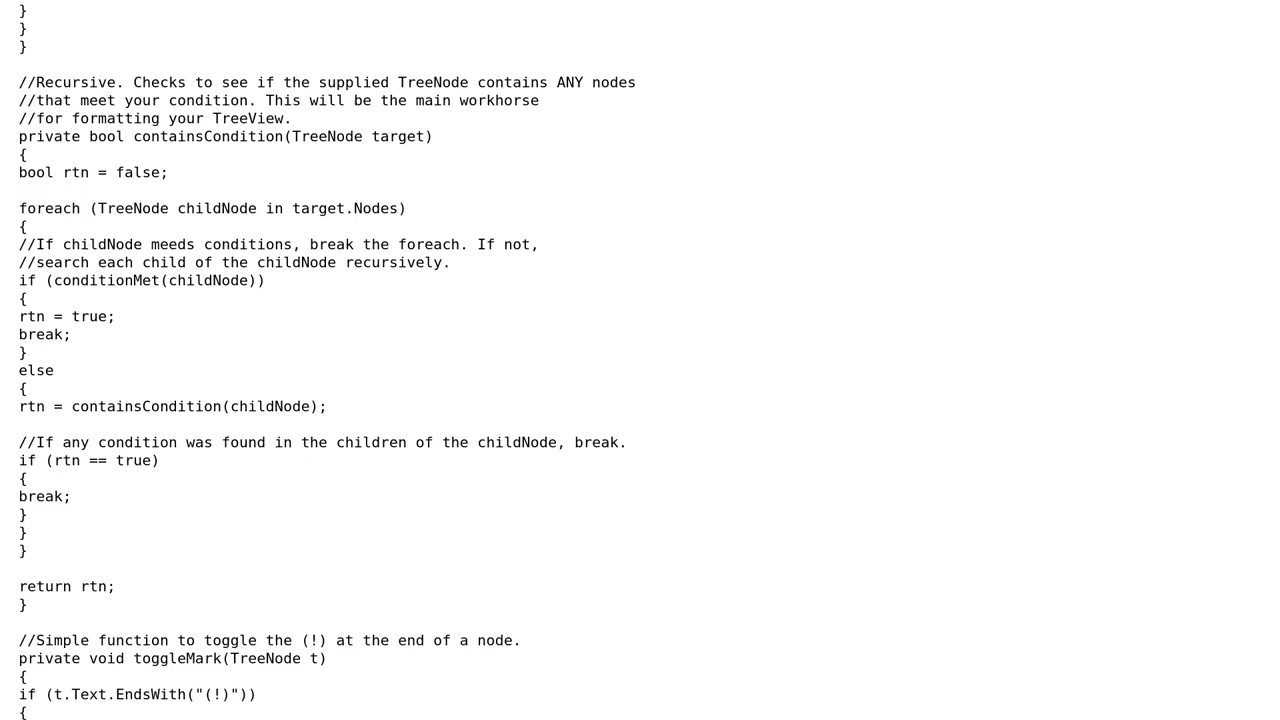 }
}
}
//Recursive. Checks to see if the supplied TreeNode contains ANY nodes
//that meet your condition. This will be the main workhorse
//for formatting your TreeView.
private bool containsCondition(TreeNode target)
{
bool rtn = false;
foreach (TreeNode childNode in target.Nodes)
{
//If childNode meets conditions, break the foreach. If not,
//search each child of the childNode recursively.
if (conditionMet(childNode))
{
rtn = true;
break;
}
else
{
rtn = containsCondition(childNode);
//If any condition was found in the children of the childNode, break.
if (rtn == true)
{
break;
}
}
}
return rtn;
}
//Simple function to toggle the (!) at the end of a node.
private void toggleMark(TreeNode t)
{
if (t.Text.EndsWith("(!)"))
{